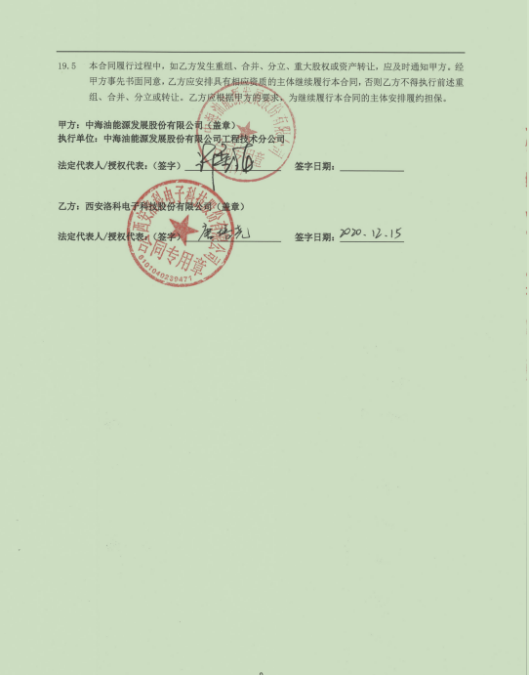 19.5 本合同履行过程中，如乙方发生重组、合并、分立、重大股权或资产转让，应及时通知甲方，经
甲方事先书面同意，乙方应安排具有相应资质的主体继续履行本合同，否则乙方不得执行前述重
组、合并、分立或转让。乙方应根据甲方的要求，为继续履行本合同的主体安排履约担保。
甲方：中海油能源发展股份有限公司（盖章）
执行单位：中海油能源发展股份有限公司工程技术分公司
法定代表人/授权代表：（签字） 签字日期：
乙方：西安洛科电子科技股份有限公司（盖章）
法定代表人/授权代表：（签字） 签字日期：2020.12.15
西安洛科电子科技股份有限公司
合同专用章
6101040220471